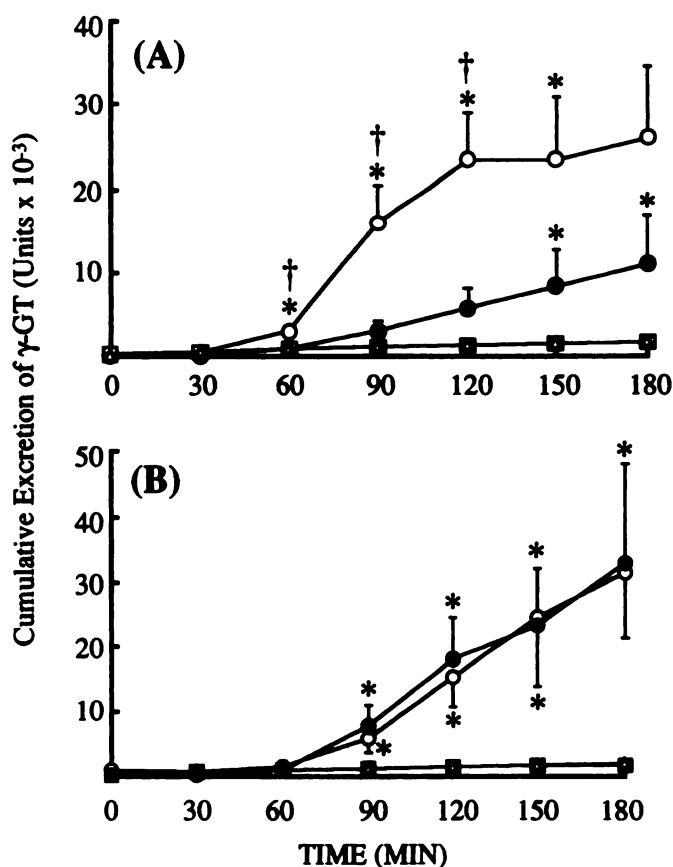 Cumulative Excretion of γ-GT (Units x 10⁻³)
(A)
40
30
20
10
† † †
* * * *
* *
0 30 60 90 120 150 180
(B)
50
40
30
20
10
* * * *
* * *
0 30 60 90 120 150 180
TIME (MIN)